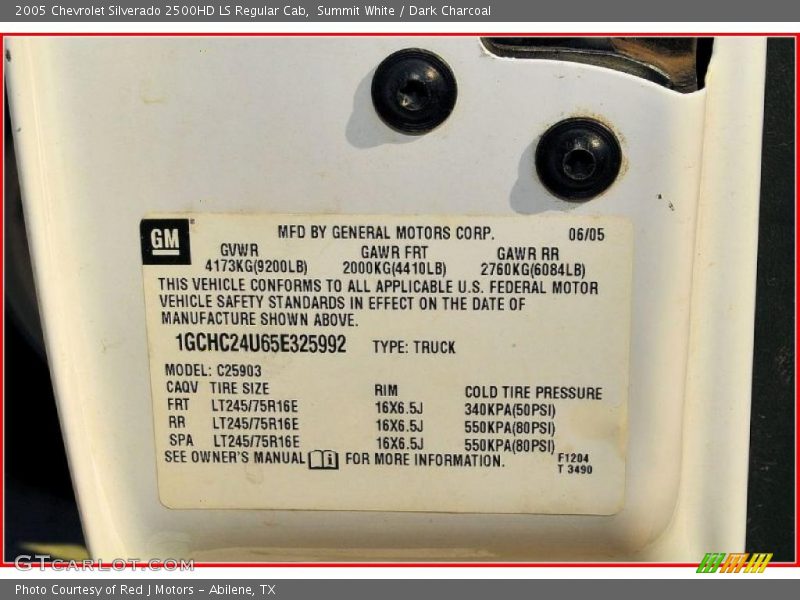 2005 Chevrolet Silverado 2500HD LS Regular Cab,  Summit White / Dark Charcoal
GM
MFD BY GENERAL MOTORS CORP. 06/05
GVWR GAWR FRT GAWR RR
4173KG(9200LB) 2000KG(4410LB) 2760KG(6084LB)
THIS VEHICLE CONFORMS TO ALL APPLICABLE U.S. FEDERAL MOTOR
VEHICLE SAFETY STANDARDS IN EFFECT ON THE DATE OF
MANUFACTURE SHOWN ABOVE.
1GCHC24U65E325992 TYPE: TRUCK
MODEL: C25903
CAQV TIRE SIZE RIM COLD TIRE PRESSURE
FRT LT245/75R16E 16X6.5J 340KPA(50PSI)
RR LT245/75R16E 16X6.5J 550KPA(80PSI)
SPA LT245/75R16E 16X6.5J 550KPA(80PSI)
SEE OWNER'S MANUAL i FOR MORE INFORMATION. F1204
T 3490
GTCARLOT.COM
Photo Courtesy of Red J Motors – Abilene, TX